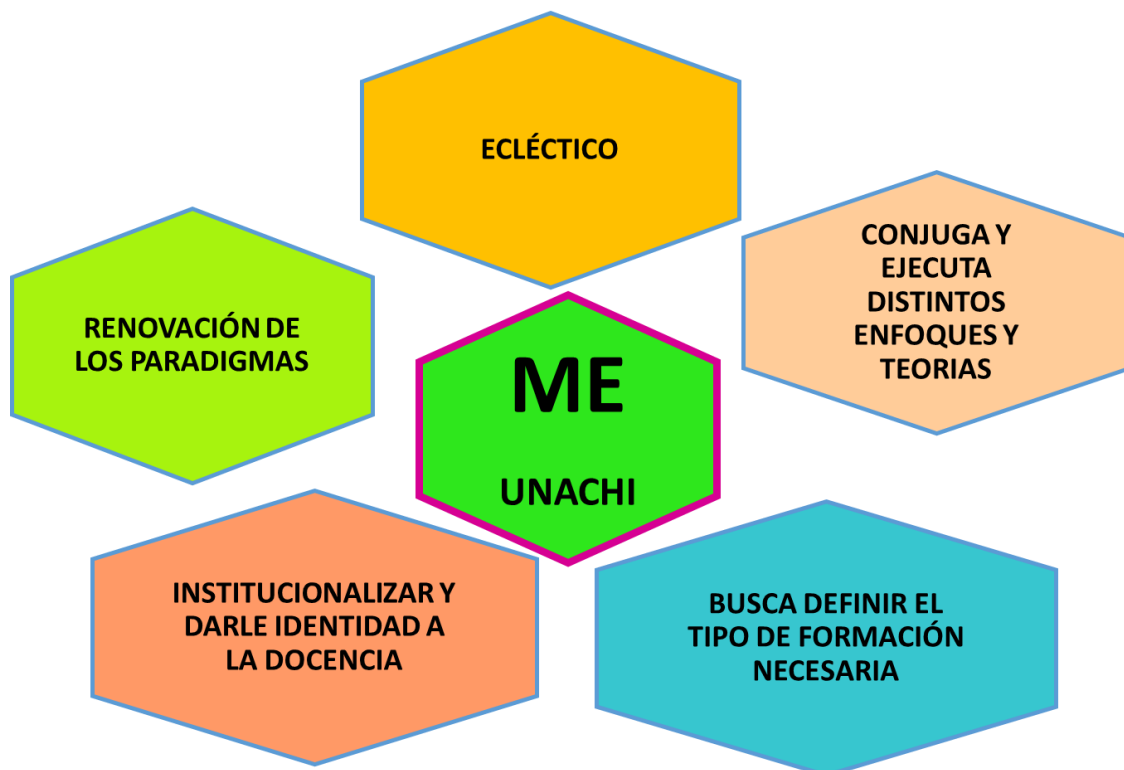 ECLÉCTICO
CONJUGA Y
EJECUTA
DISTINTOS
ENFOQUES Y
TEORIAS
RENOVACIÓN DE
LOS PARADIGMAS
ME
UNACHI
INSTITUCIONALIZAR Y
DARLE IDENTIDAD A
LA DOCENCIA
BUSCA DEFINIR EL
TIPO DE FORMACIÓN
NECESARIA